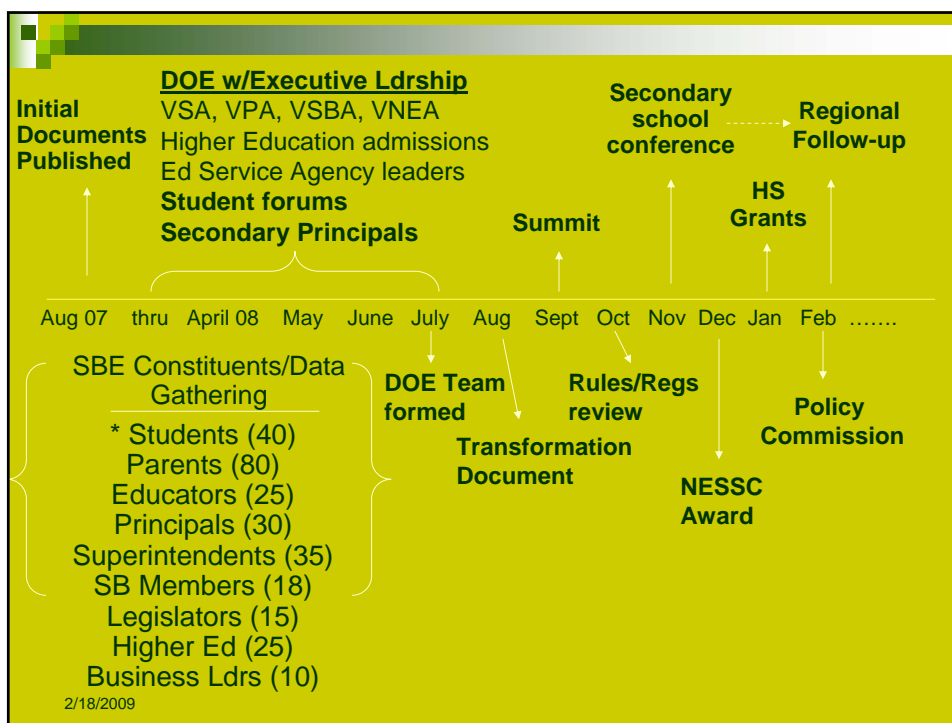 Initial
Documents
Published
DOE w/Executive Ldrship
VSA, VPA, VSBA, VNEA
Higher Education admissions
Ed Service Agency leaders
Student forums
Secondary Principals
Summit
Secondary
school
conference
HS
Grants
Regional
Follow-up
Aug 07 thru April 08 May June July Aug Sept Oct Nov Dec Jan Feb …….
SBE Constituents/Data
Gathering
* Students (40)
Parents (80)
Educators (25)
Principals (30)
Superintendents (35)
SB Members (18)
Legislators (15)
Higher Ed (25)
Business Ldrs (10)
DOE Team
formed
Transformation
Document
Rules/Regs
review
NESSC
Award
Policy
Commission
2/18/2009